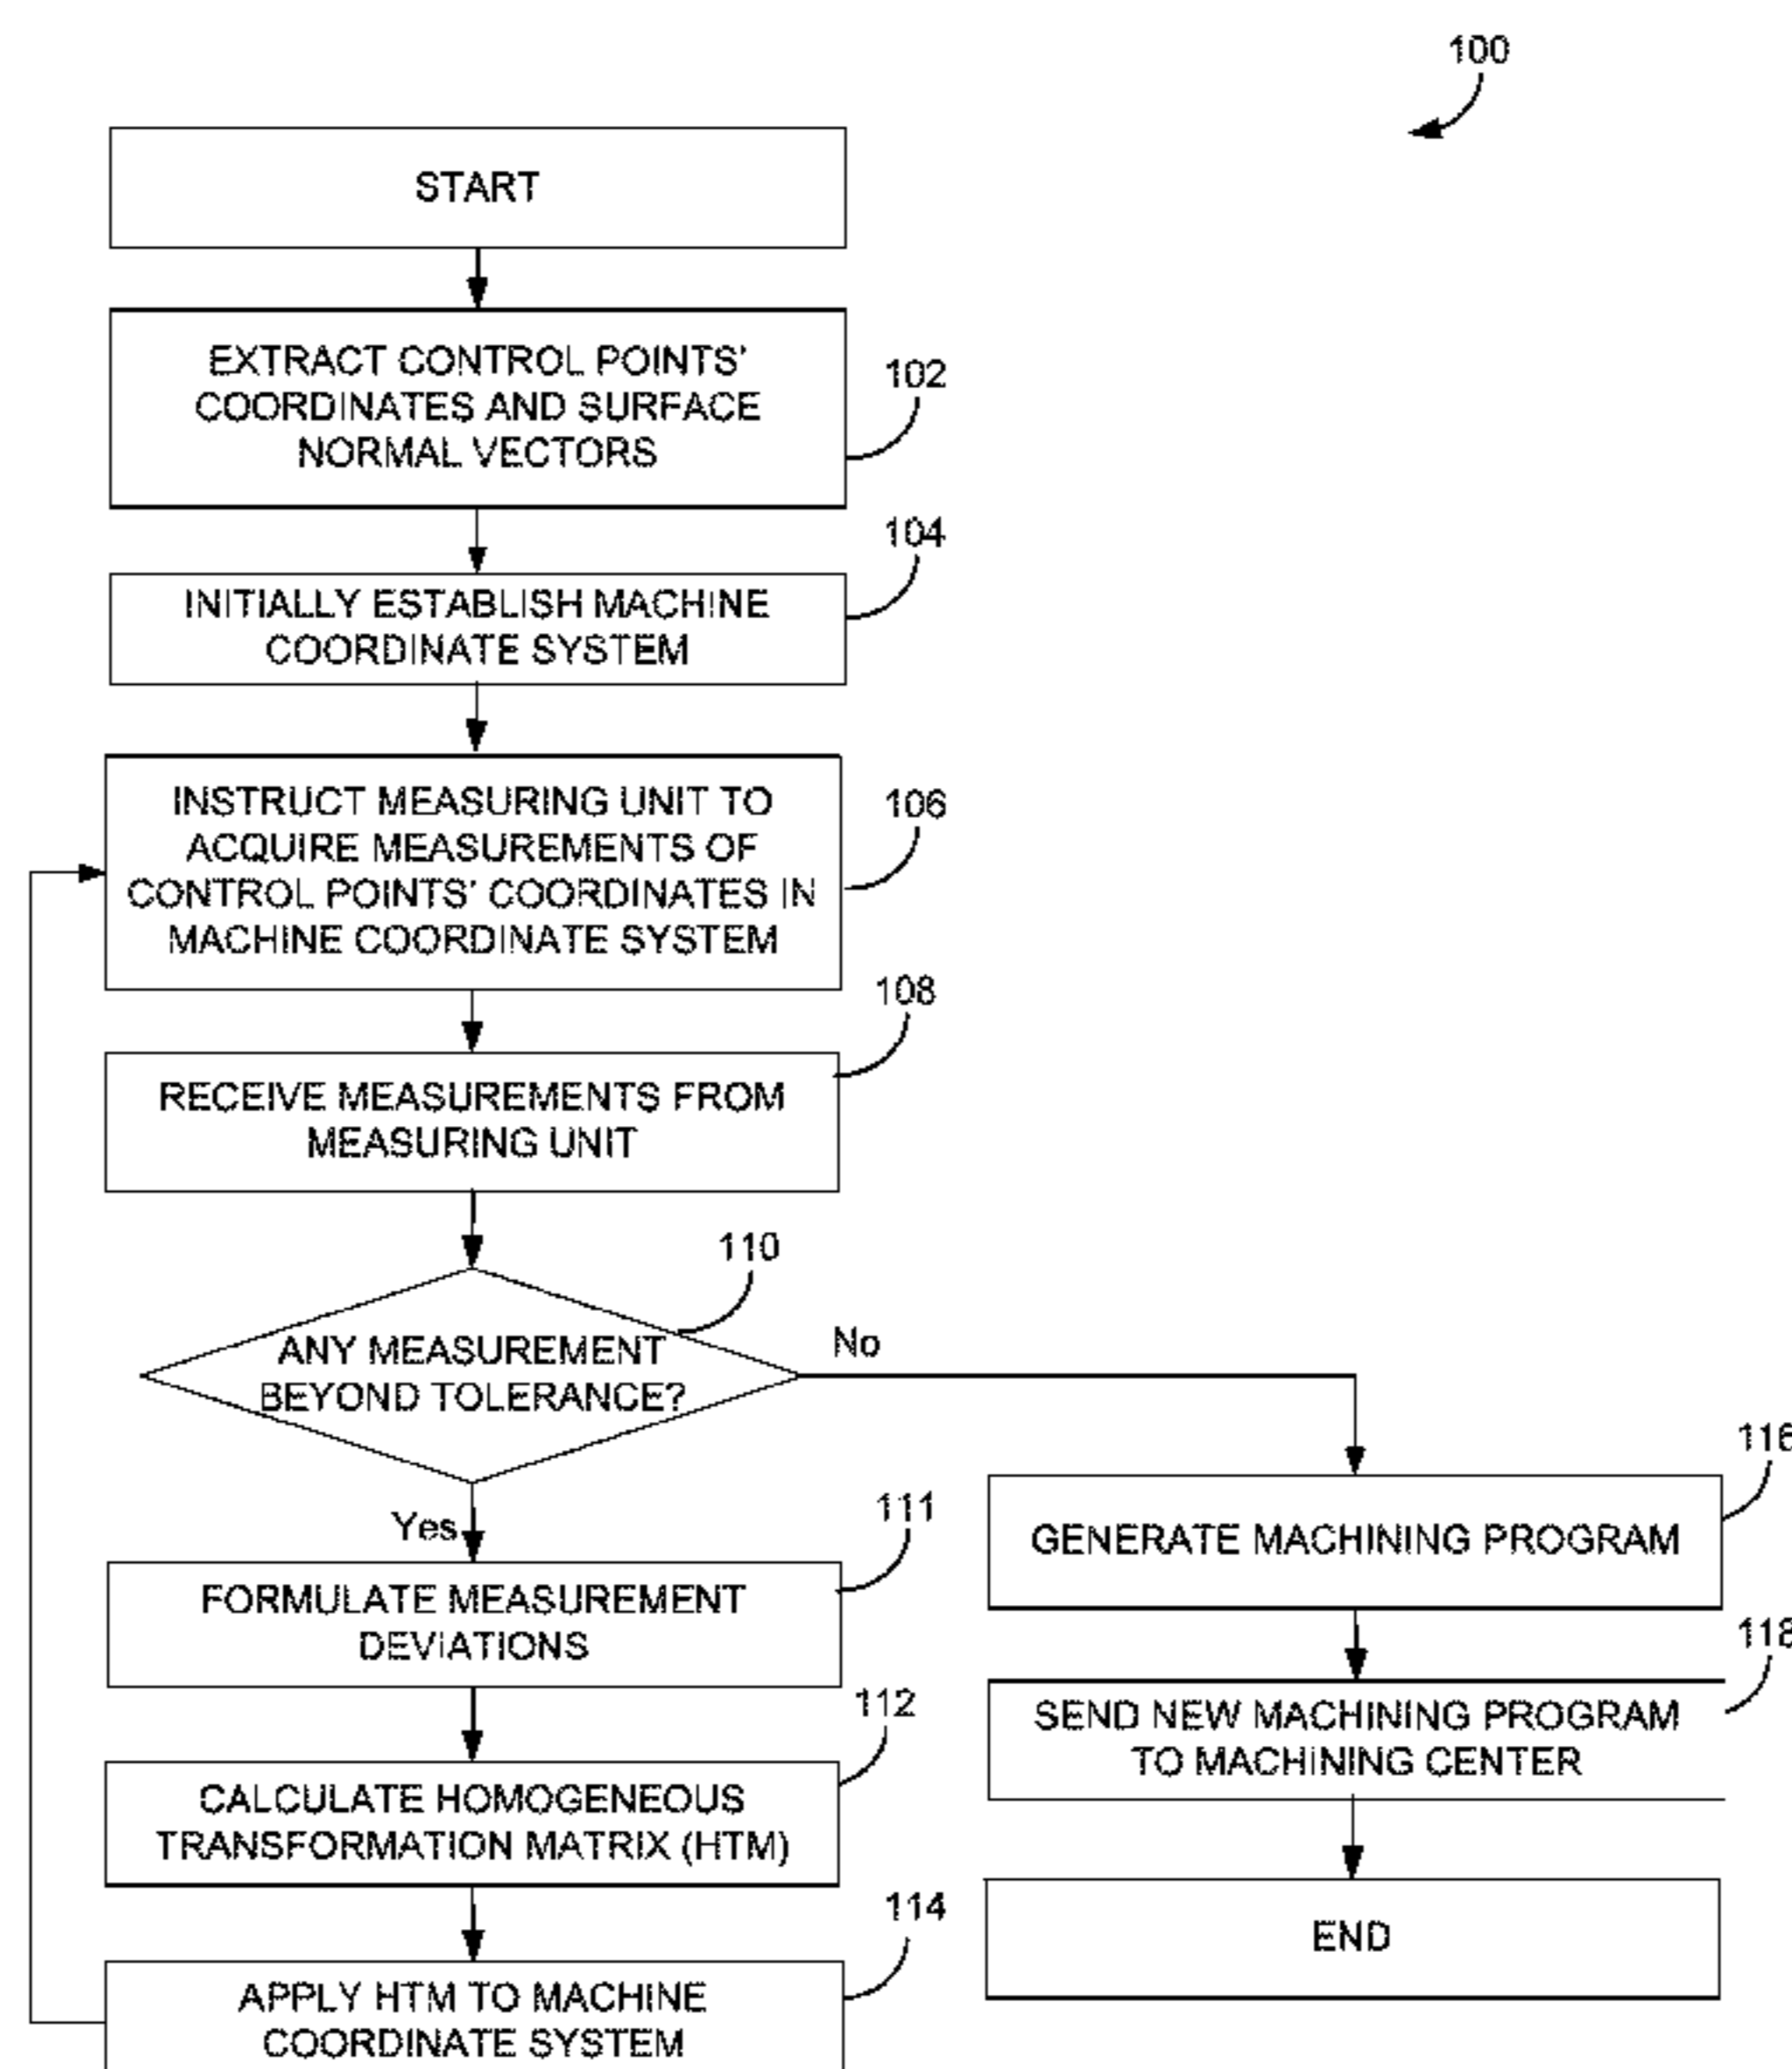 100
START
EXTRACT CONTROL POINTS'
COORDINATES AND SURFACE
NORMAL VECTORS
102
INITIALLY ESTABLISH MACHINE
COORDINATE SYSTEM
104
INSTRUCT MEASURING UNIT TO
ACQUIRE MEASUREMENTS OF
CONTROL POINTS' COORDINATES IN
MACHINE COORDINATE SYSTEM
106
RECEIVE MEASUREMENTS FROM
MEASURING UNIT
108
ANY MEASUREMENT
BEYOND TOLERANCE?
110
No
Yes
FORMULATE MEASUREMENT
DEVIATIONS
111
CALCULATE HOMOGENEOUS
TRANSFORMATION MATRIX (HTM)
112
APPLY HTM TO MACHINE
COORDINATE SYSTEM
114
GENERATE MACHINING PROGRAM
116
SEND NEW MACHINING PROGRAM
TO MACHINING CENTER
118
END